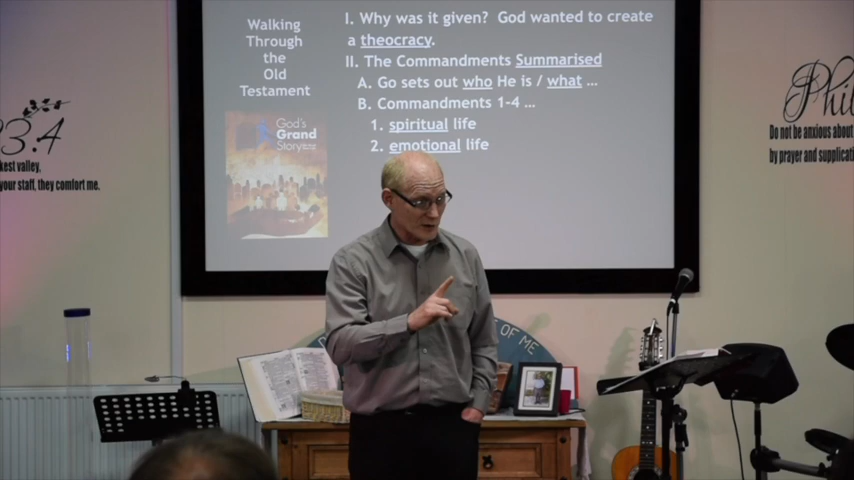 Walking
Through
the
Old
Testament
God's
Grand
Story
I. Why was it given? God wanted to create
a theocracy.
II. The Commandments Summarised
A. Go sets out who He is / what ...
B. Commandments 1-4 ...
1. spiritual life
2. emotional life
3.4
kest valley,
your staff, they comfort me.
Phil
Do not be anxious about
by prayer and supplicati
OF ME